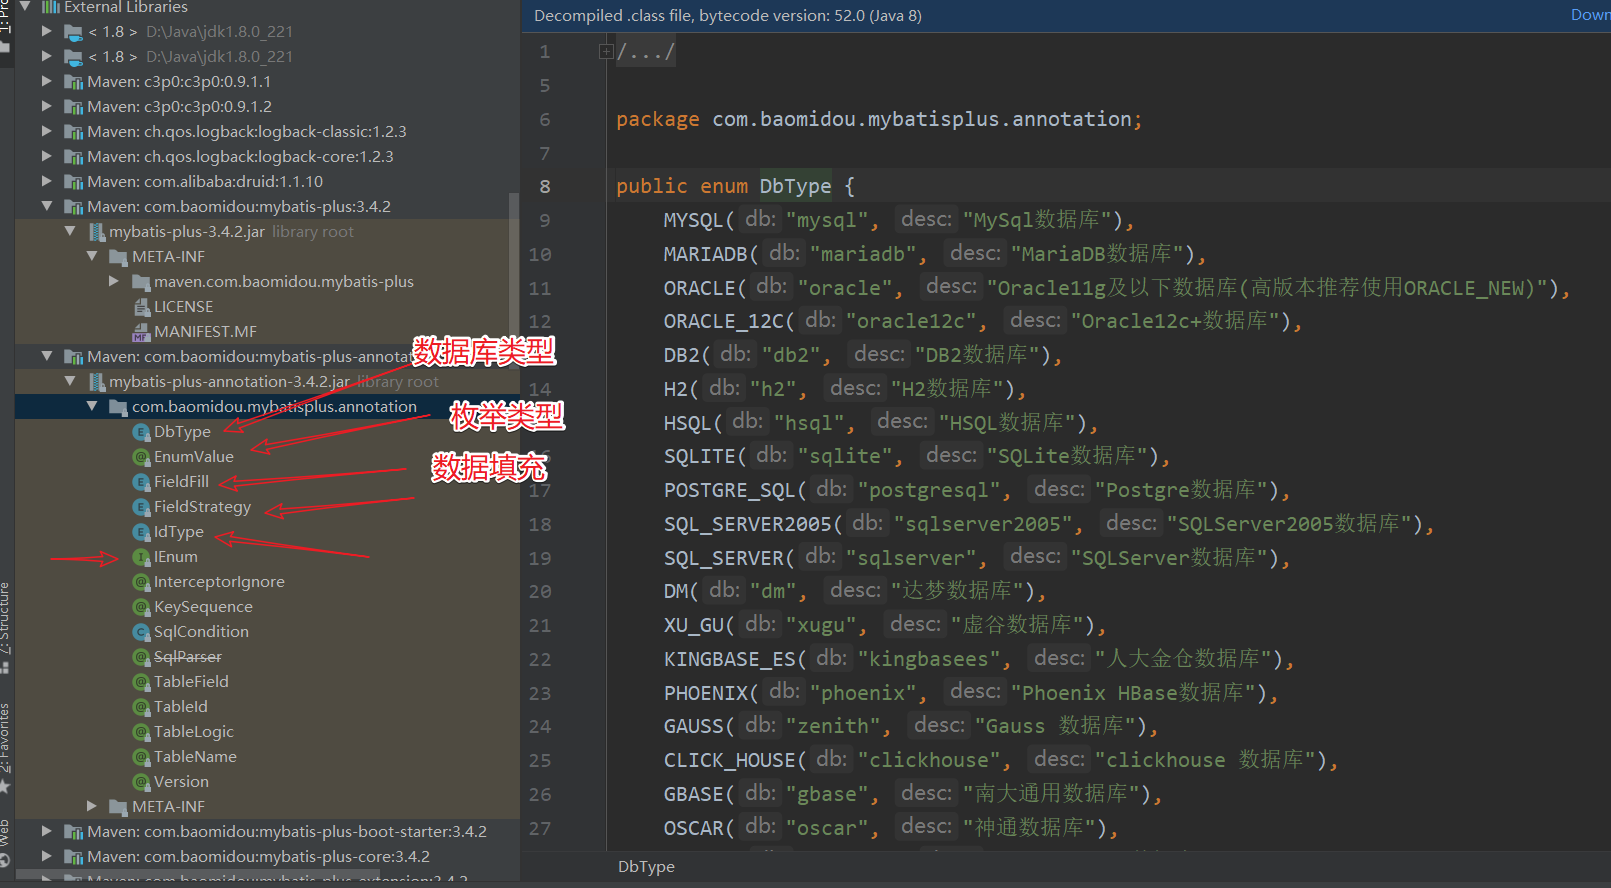 External Libraries
< 1.8 > D:\Java\jdk1.8.0_221
< 1.8 > D:\Java\jdk1.8.0_221
Maven: c3p0:c3p0:0.9.1.1
Maven: c3p0:c3p0:0.9.1.2
Maven: ch.qos.logback:logback-classic:1.2.3
Maven: ch.qos.logback:logback-core:1.2.3
Maven: com.alibaba:druid:1.1.10
Maven: com.baomidou:mybatis-plus:3.4.2
mybatis-plus-3.4.2.jar library root
META-INF
maven.com.baomidou.mybatis-plus
LICENSE
MANIFEST.MF
Maven: com.baomidou:mybatis-plus-annotat
mybatis-plus-annotation-3.4.2.jar library root
com.baomidou.mybatisplus.annotation
DbType
EnumValue
FieldFill
FieldStrategy
IdType
IEnum
InterceptorIgnore
KeySequence
SqlCondition
SqlParser
TableField
TableId
TableLogic
TableName
Version
META-INF
Maven: com.baomidou:mybatis-plus-boot-starter:3.4.2
Maven: com.baomidou:mybatis-plus-core:3.4.2
数据库类型
枚举类型
数据填充
7: Structure
2: Favorites
Web
Decompiled .class file, bytecode version: 52.0 (Java 8)
Down
1 /.../
5
6 package com.baomidou.mybatisplus.annotation;
7
8 public enum DbType {
9 MYSQL( db: "mysql", desc: "MySql数据库"),
10 MARIADB( db: "mariadb", desc: "MariaDB数据库"),
11 ORACLE( db: "oracle", desc: "Oracle11g及以下数据库(高版本推荐使用ORACLE_NEW)"),
12 ORACLE_12C( db: "oracle12c", desc: "Oracle12c+数据库"),
DB2( db: "db2", desc: "DB2数据库"),
14 H2( db: "h2", desc: "H2数据库"),
HSQL( db: "hsql", desc: "HSQL数据库"),
SQLITE( db: "sqlite", desc: "SQLite数据库"),
17 POSTGRE_SQL( db: "postgresql", desc: "Postgre数据库"),
18 SQL_SERVER2005( db: "sqlserver2005", desc: "SQLServer2005数据库"),
19 SQL_SERVER( db: "sqlserver", desc: "SQLServer数据库"),
20 DM( db: "dm", desc: "达梦数据库"),
21 XU_GU( db: "xugu", desc: "虚谷数据库"),
22 KINGBASE_ES( db: "kingbasees", desc: "人大金仓数据库"),
23 PHOENIX( db: "phoenix", desc: "Phoenix HBase数据库"),
24 GAUSS( db: "zenith", desc: "Gauss 数据库"),
25 CLICK_HOUSE( db: "clickhouse", desc: "clickhouse 数据库"),
26 GBASE( db: "gbase", desc: "南大通用数据库"),
27 OSCAR( db: "oscar", desc: "神通数据库"),
DbType